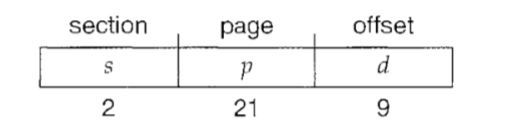 section page offset
s p d
2 21 9